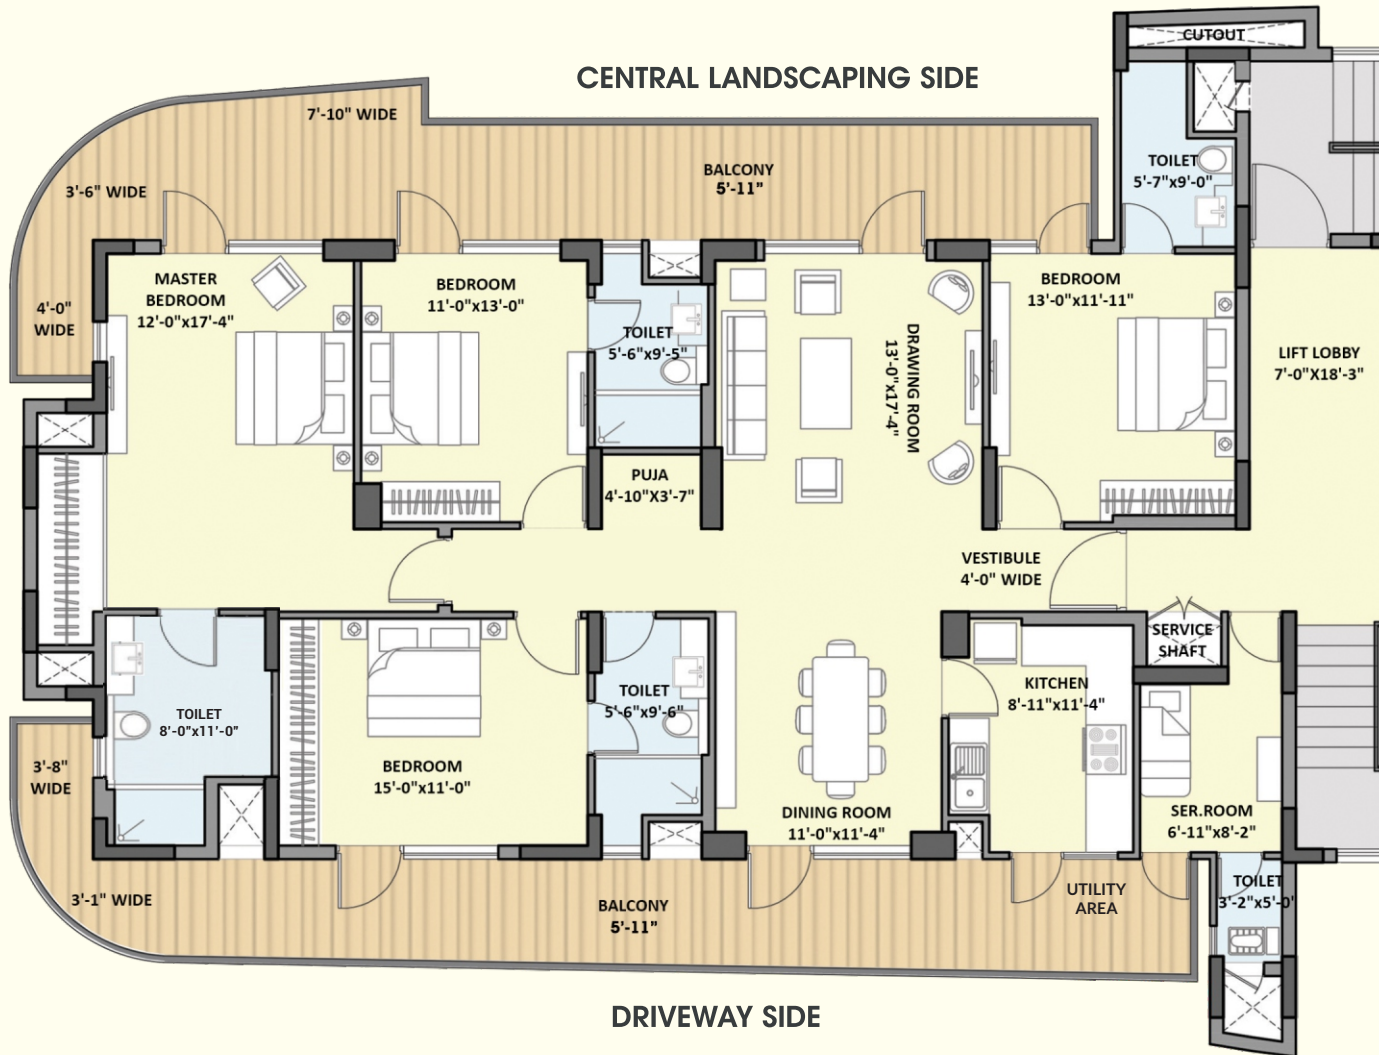 CUTOUT
CENTRAL LANDSCAPING SIDE
7'-10" WIDE
TOILET
5'-7"x9'-0"
BALCONY
5'-11"
3'-6" WIDE
MASTER
BEDROOM
12'-0"x17'-4"
BEDROOM
11'-0"x13'-0"
BEDROOM
13'-0"x11'-11"
4'-0"
WIDE
TOILET
5'-6"x9'-5"
DRAWING ROOM
13'-0"x17'-4"
LIFT LOBBY
7'-0"X18'-3"
PUJA
4'-10"X3'-7"
VESTIBULE
4'-0" WIDE
SERVICE
SHAFT
TOILET
8'-0"x11'-0"
TOILET
5'-6"x9'-6"
KITCHEN
8'-11"x11'-4"
3'-8"
WIDE
BEDROOM
15'-0"x11'-0"
DINING ROOM
11'-0"x11'-4"
SER.ROOM
6'-11"x8'-2"
3'-1" WIDE
BALCONY
5'-11"
UTILITY
AREA
TOILET
3'-2"x5'-0"
DRIVEWAY SIDE